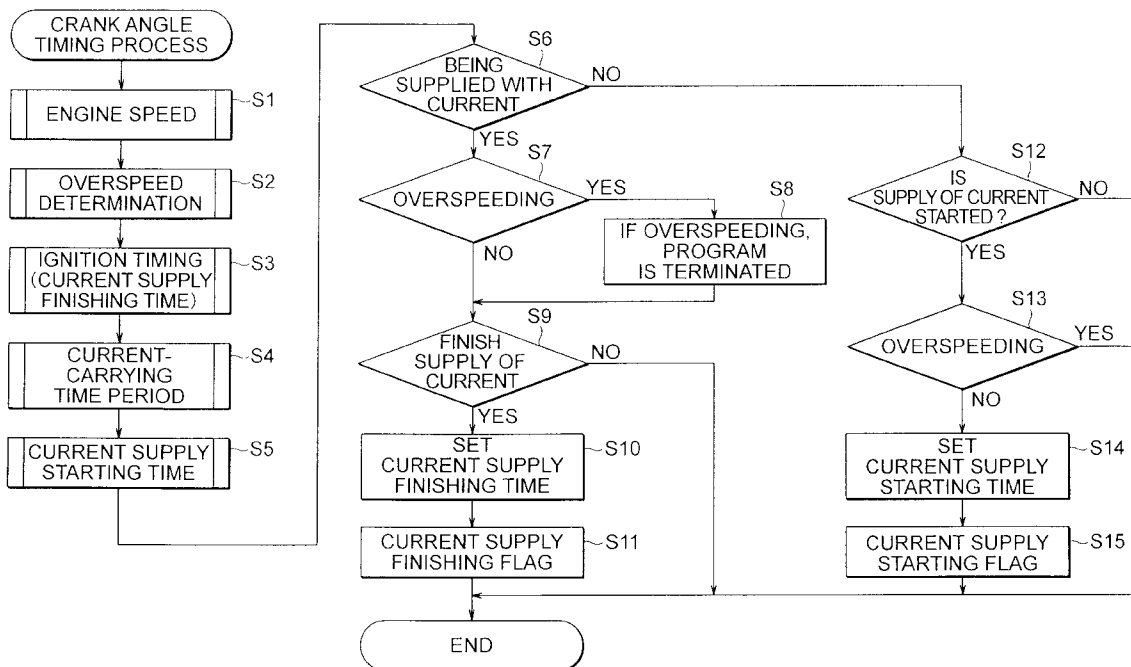 CRANK ANGLE
TIMING PROCESS
ENGINE SPEED
S1
OVERSPEED
DETERMINATION
S2
IGNITION TIMING
(CURRENT SUPPLY
FINISHING TIME)
S3
CURRENT-
CARRYING
TIME PERIOD
S4
CURRENT SUPPLY
STARTING TIME
S5
S6
BEING
SUPPLIED WITH
CURRENT
NO
YES
S7
OVERSPEEDING
YES
NO
S8
IF OVERSPEEDING,
PROGRAM
IS TERMINATED
S9
FINISH
SUPPLY OF
CURRENT
NO
YES
SET
CURRENT SUPPLY
FINISHING TIME
S10
CURRENT SUPPLY
FINISHING FLAG
S11
END
S12
IS
SUPPLY OF CURRENT
STARTED ?
NO
YES
S13
OVERSPEEDING
YES
NO
SET
CURRENT SUPPLY
STARTING TIME
S14
CURRENT SUPPLY
STARTING FLAG
S15